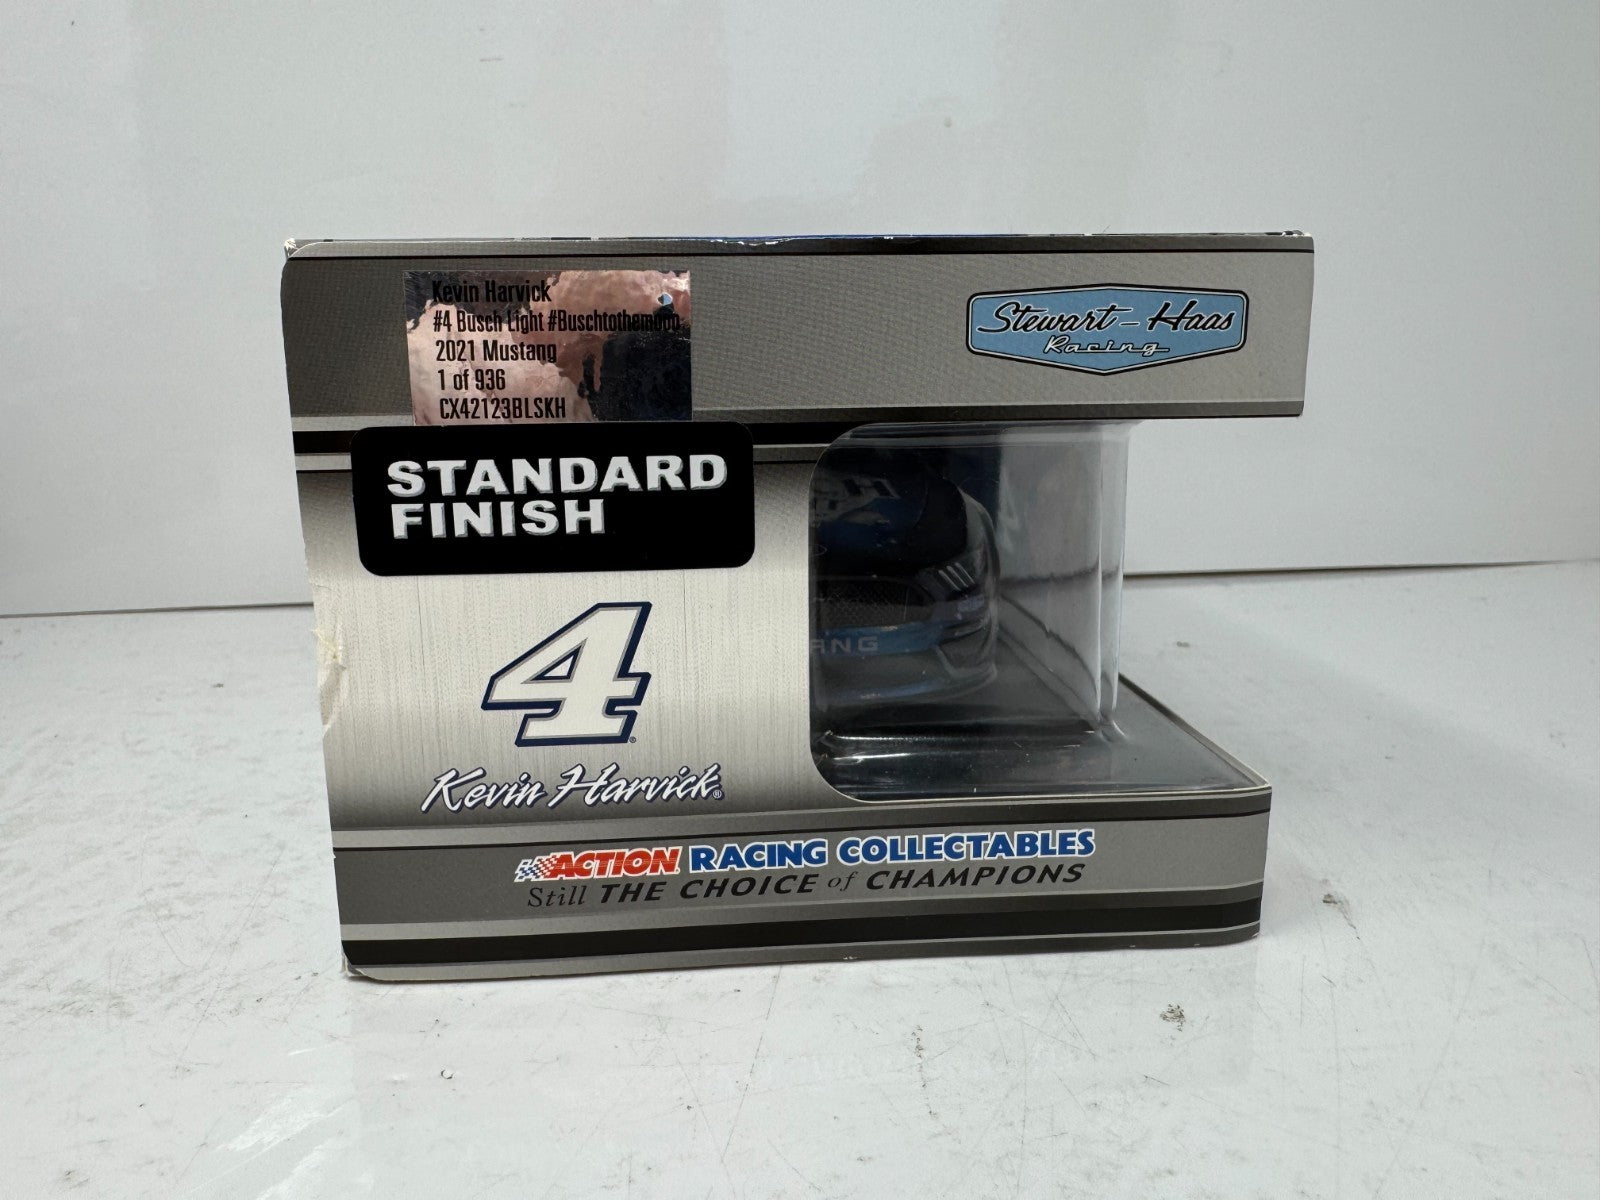 Kevin Harvick
#4 Busch Light #Buschtothemoon
2021 Mustang
1 of 936
CX42123BLSKH
Stewart-Haas
Racing
STANDARD
FINISH
4
Kevin Harvick®
ACTION RACING COLLECTABLES
Still THE CHOICE of CHAMPIONS
ANG